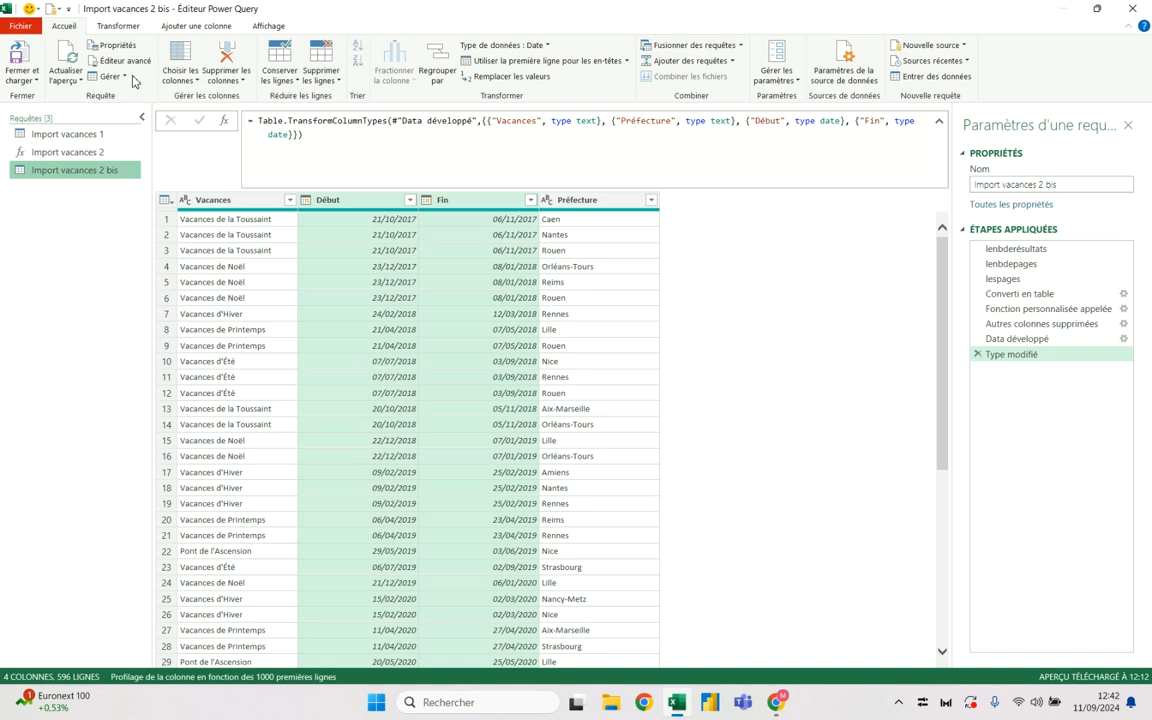 Import vacances 2 bis - Éditeur Power Query
Fichier Accueil Transformer Ajouter une colonne Affichage
Fermer et charger
Actualiser l'aperçu
Propriétés
Éditeur avancé
Gérer
Choisir les colonnes
Supprimer les colonnes
Conserver les lignes
Supprimer les lignes
Fractionner la colonne
Regrouper par
Type de données : Date
Utiliser la première ligne pour les en-têtes
Remplacer les valeurs
Fusionner des requêtes
Ajouter des requêtes
Combiner les fichiers
Gérer les paramètres
Paramètres de la source de données
Nouvelle source
Sources récentes
Entrer des données
Fermer Requête Gérer les colonnes Réduire les lignes Trier Transformer Combiner Paramètres Sources de données Nouvelle requête
Requêtes [3]
Import vacances 1
fx Import vacances 2
Import vacances 2 bis
fx
= Table.TransformColumnTypes(#"Data développé",{{"Vacances", type text}, {"Préfecture", type text}, {"Début", type date}, {"Fin", type
date}})
ABC Vacances Début Fin ABC Préfecture
1 Vacances de la Toussaint 21/10/2017 06/11/2017 Caen
2 Vacances de la Toussaint 21/10/2017 06/11/2017 Nantes
3 Vacances de la Toussaint 21/10/2017 06/11/2017 Rouen
4 Vacances de Noël 23/12/2017 08/01/2018 Orléans-Tours
5 Vacances de Noël 23/12/2017 08/01/2018 Reims
6 Vacances de Noël 23/12/2017 08/01/2018 Rouen
7 Vacances d'Hiver 24/02/2018 12/03/2018 Rennes
8 Vacances de Printemps 21/04/2018 07/05/2018 Lille
9 Vacances de Printemps 21/04/2018 07/05/2018 Rouen
10 Vacances d'Été 07/07/2018 03/09/2018 Nice
11 Vacances d'Été 07/07/2018 03/09/2018 Rennes
12 Vacances d'Été 07/07/2018 03/09/2018 Rouen
13 Vacances de la Toussaint 20/10/2018 05/11/2018 Aix-Marseille
14 Vacances de la Toussaint 20/10/2018 05/11/2018 Orléans-Tours
15 Vacances de Noël 22/12/2018 07/01/2019 Lille
16 Vacances de Noël 22/12/2018 07/01/2019 Orléans-Tours
17 Vacances d'Hiver 09/02/2019 25/02/2019 Amiens
18 Vacances d'Hiver 09/02/2019 25/02/2019 Nantes
19 Vacances d'Hiver 09/02/2019 25/02/2019 Rennes
20 Vacances de Printemps 06/04/2019 23/04/2019 Reims
21 Vacances de Printemps 06/04/2019 23/04/2019 Rennes
22 Pont de l'Ascension 29/05/2019 03/06/2019 Nice
23 Vacances d'Été 06/07/2019 02/09/2019 Strasbourg
24 Vacances de Noël 21/12/2019 06/01/2020 Lille
25 Vacances d'Hiver 15/02/2020 02/03/2020 Nancy-Metz
26 Vacances d'Hiver 15/02/2020 02/03/2020 Nice
27 Vacances de Printemps 11/04/2020 27/04/2020 Aix-Marseille
28 Vacances de Printemps 11/04/2020 27/04/2020 Strasbourg
29 Pont de l'Ascension 20/05/2020 25/05/2020 Lille
Paramètres d'une requ...
PROPRIÉTÉS
Nom
Import vacances 2 bis
Toutes les propriétés
ÉTAPES APPLIQUÉES
lenbderésultats
lenbdepages
lespages
Converti en table
Fonction personnalisée appelée
Autres colonnes supprimées
Data développé
Type modifié
4 COLONNES, 596 LIGNES Profilage de la colonne en fonction des 1000 premières lignes APERÇU TÉLÉCHARGÉ À 12:12
1
Euronext 100
+0,53%
Rechercher
12:42
11/09/2024